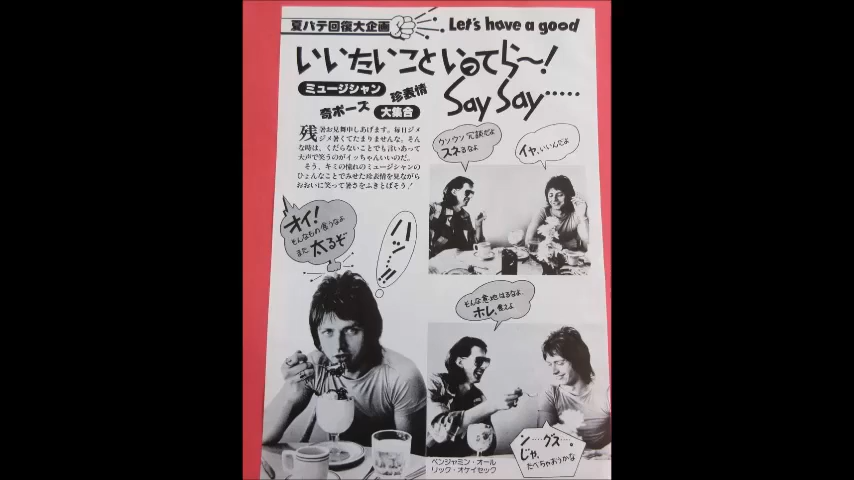 夏バテ回復大企画
Let's have a good
いいたいこといってら〜!
ミュージシャン
珍表情
奇ポーズ
大集合
Say Say・・・・・
残暑お見舞申しあげます。毎日ジメ
ジメ暑くてたまりませんな。そん
な時は、くだらないことでも言いあって
大声で笑うのがイッちゃんいいのだ。
そう、キミの憧れのミュージシャンの
ひょんなことでみせた珍表情を見ながら
おおいに笑って暑さをふきとばそう!
ウソウソ冗談だよ
スネるなよ
イヤ、いいんだよ
オイ!
そんなもの食うなよ
また太るぞ
ハッ…!!
そんな意地はるなよ
ホレ、食えよ
ン……グス…。
じゃ、
たべちゃおうかな
ベンジャミン・オール
リック・オケイセック